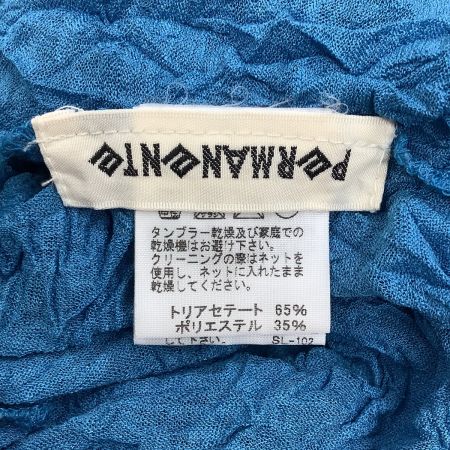 PERMANENTE
タンブラー乾燥及び家庭での
乾燥機はお避け下さい。
クリーニングの際はネットを
使用し、ネットに入れたまま
乾燥してください。
トリアセテート 65%
ポリエステル 35%
SL-102